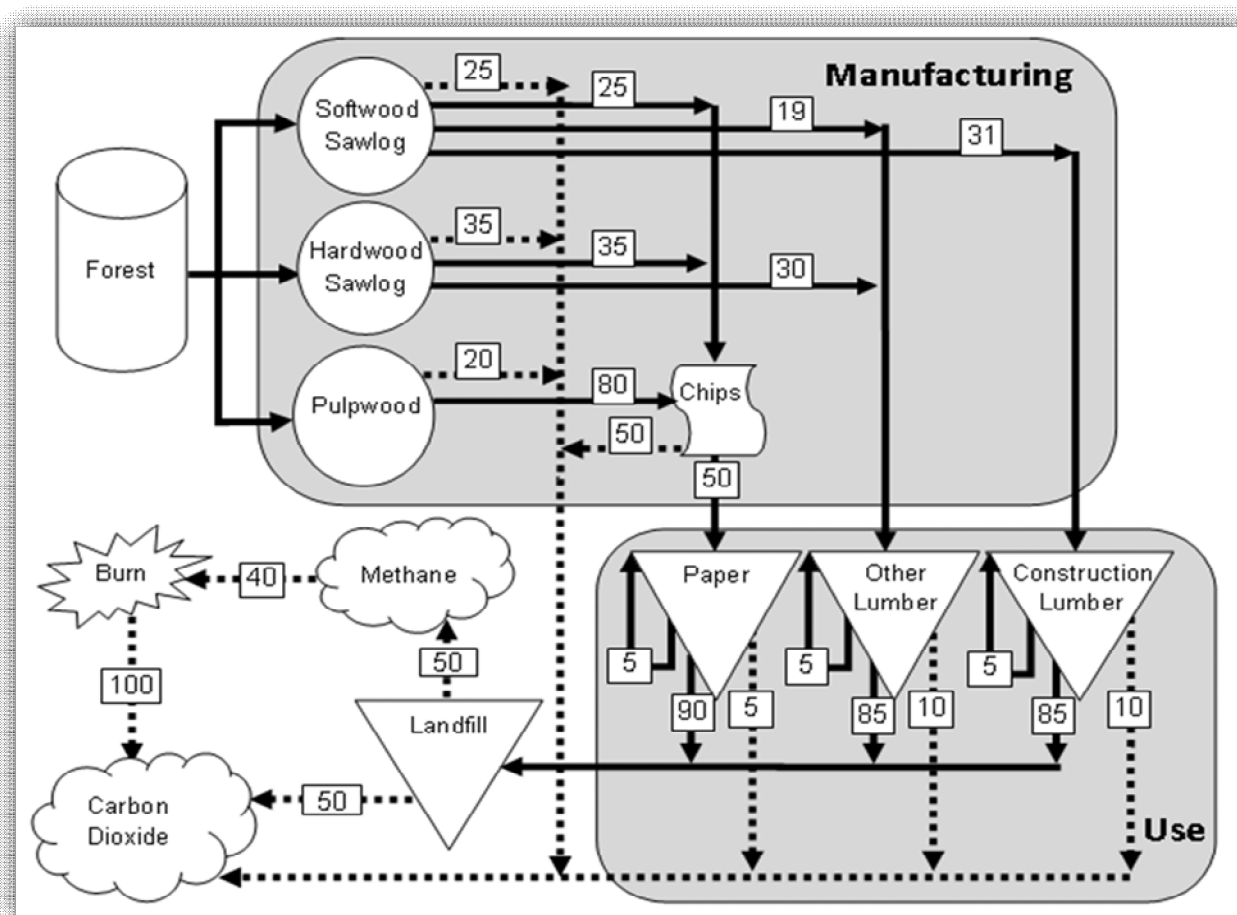 Manufacturing
25
25
19
31
Softwood
Sawlog
35
35
30
Hardwood
Sawlog
Forest
20
80
Pulpwood
Chips
50
50
Burn
40
Methane
Paper
Other
Lumber
Construction
Lumber
100
50
5
5
5
90
5
85
10
85
10
Landfill
50
Carbon
Dioxide
Use